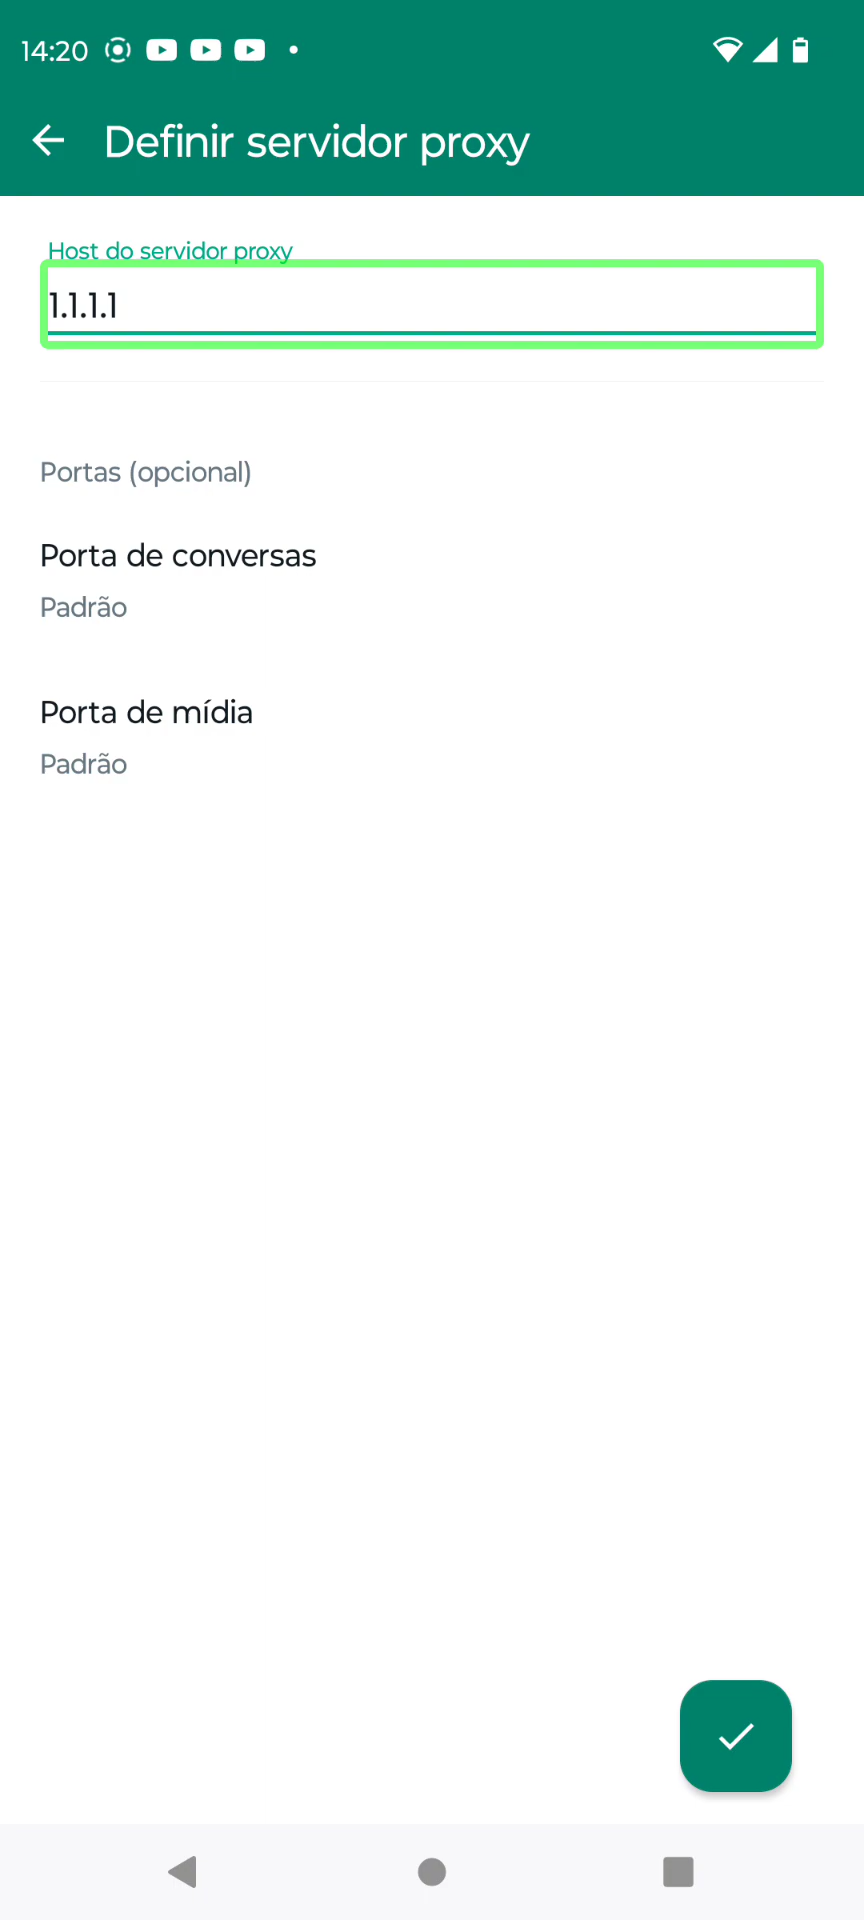 14:20
Definir servidor proxy
Host do servidor proxy
1.1.1.1
Portas (opcional)
Porta de conversas
Padrão
Porta de mídia
Padrão